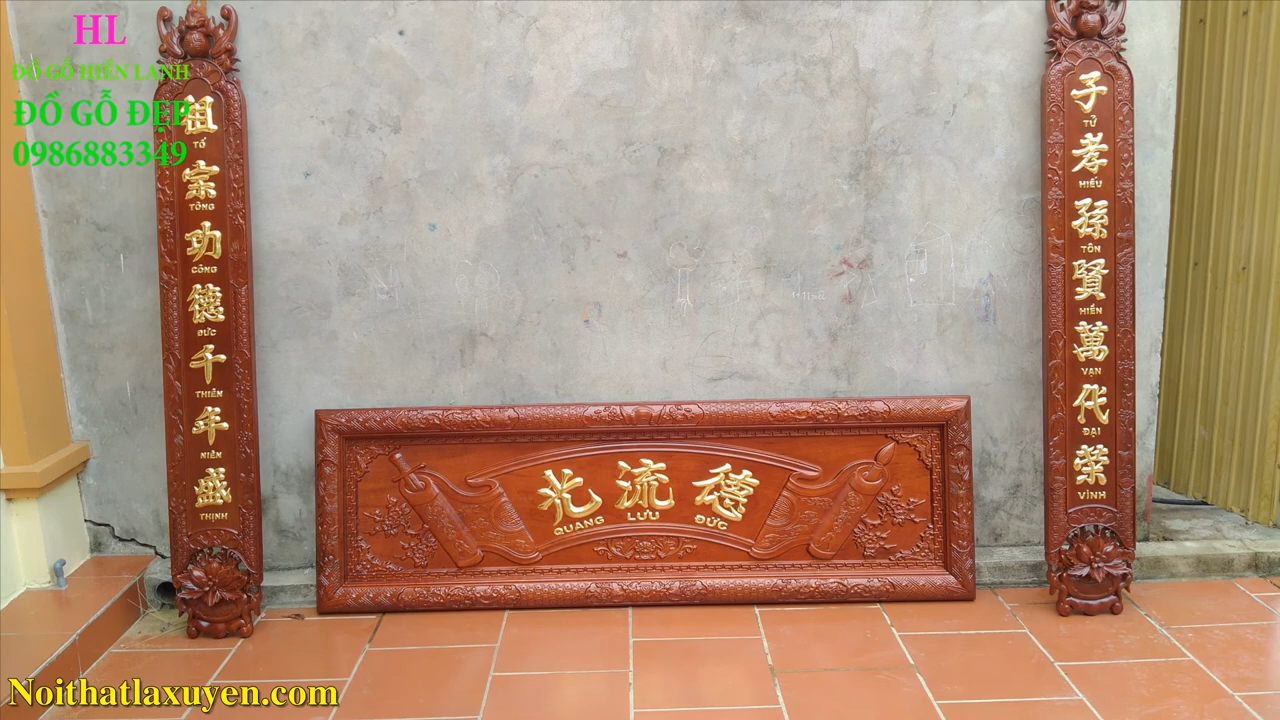 HL
ĐỒ GỖ HIỀN LANH
ĐỒ GỖ ĐẸP
0986883349
祖
TỔ
宗
TÔNG
功
CÔNG
德
ĐỨC
千
THIÊN
年
NIÊN
盛
THỊNH
光流德
QUANG LƯU ĐỨC
子
TỬ
孝
HIẾU
孫
TÔN
賢
HIỀN
萬
VẠN
代
ĐẠI
榮
VINH
Noithatlaxuyen.com